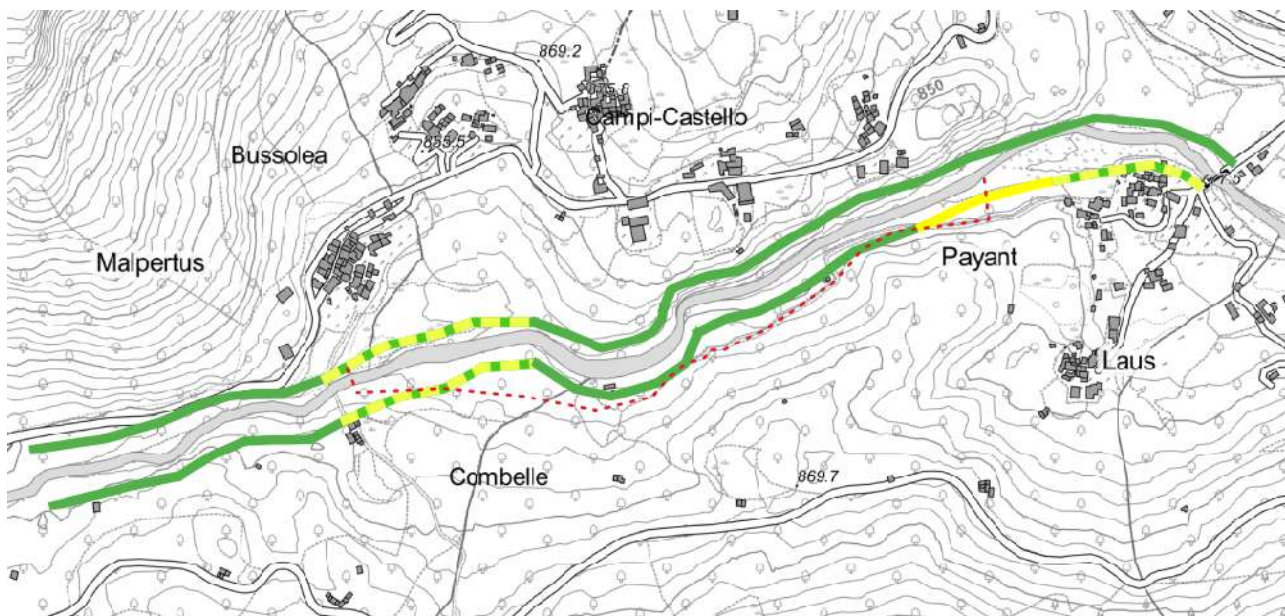 869.2
Campi-Castello
850
855.5
Bussolea
Malpertus
Payant
Laus
Combelle
869.7